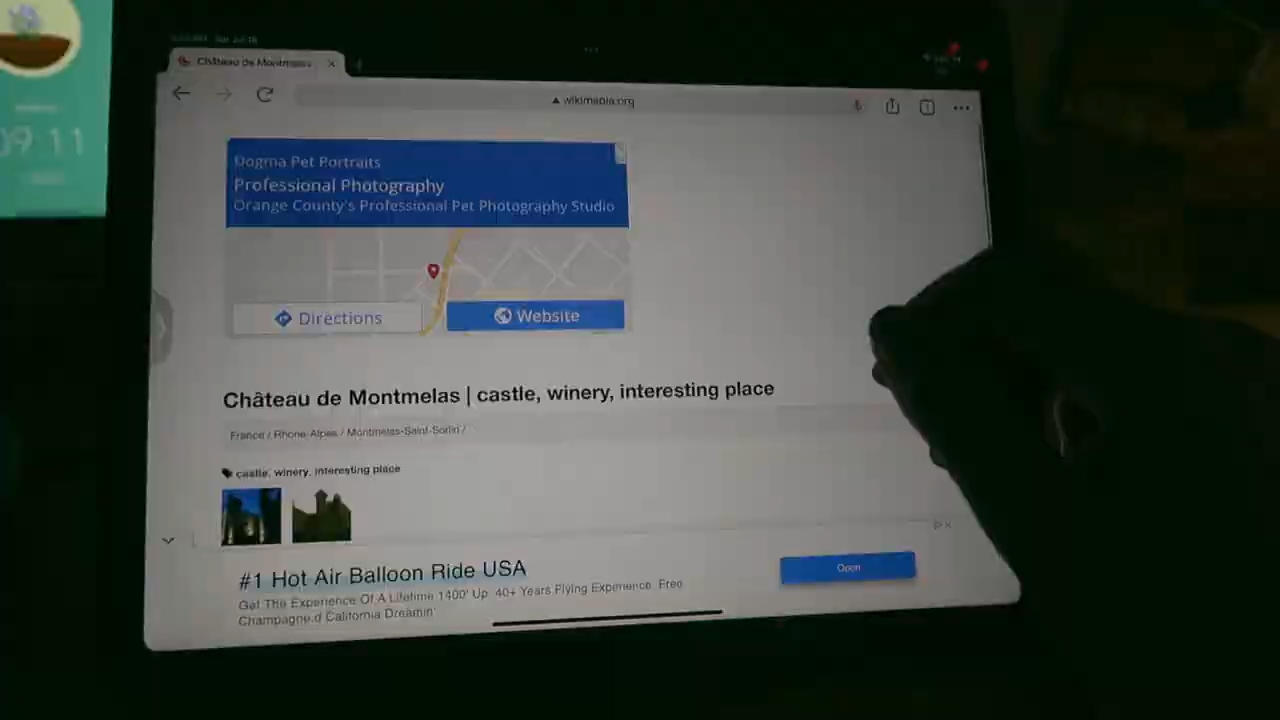 09 11
Château de Montmelas ×
wikimapia.org
Dogma Pet Portraits
Professional Photography
Orange County's Professional Pet Photography Studio
Directions
Website
Château de Montmelas | castle, winery, interesting place
France / Rhone-Alpes / Montmelas-Saint-Sorlin /
castle, winery, interesting place
#1 Hot Air Balloon Ride USA
Get The Experience Of A Lifetime 1400' Up. 40+ Years Flying Experience. Free
Champagne.d California Dreamin'
Open